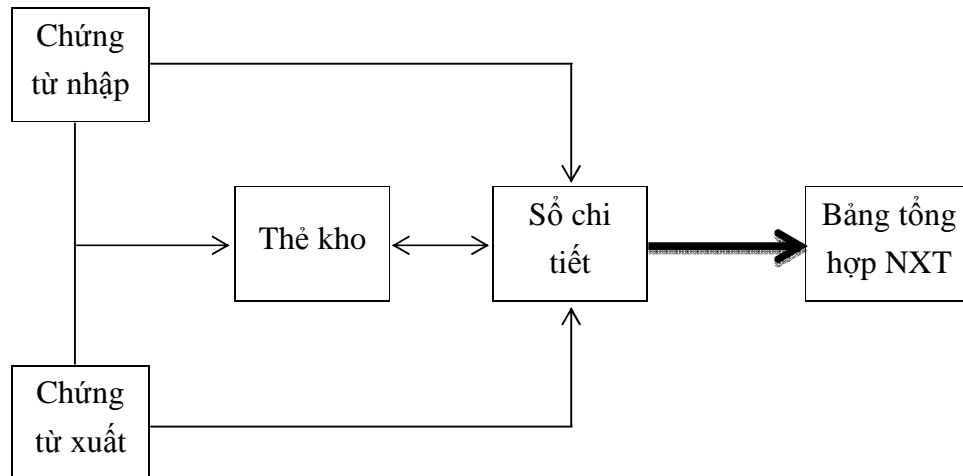 Chứng
từ nhập
Thẻ kho
Sổ chi
tiết
Bảng tổng
hợp NXT
Chứng
từ xuất